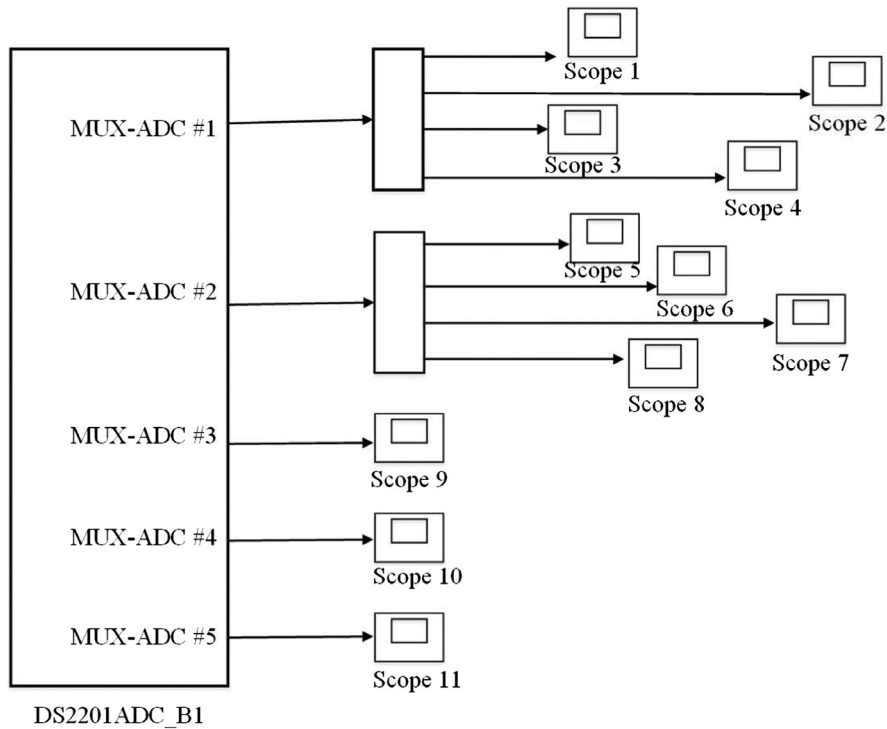 Scope 1
Scope 2
MUX-ADC #1
Scope 3
Scope 4
Scope 5
MUX-ADC #2
Scope 6
Scope 7
Scope 8
MUX-ADC #3
Scope 9
MUX-ADC #4
Scope 10
MUX-ADC #5
Scope 11
DS2201ADC_B1